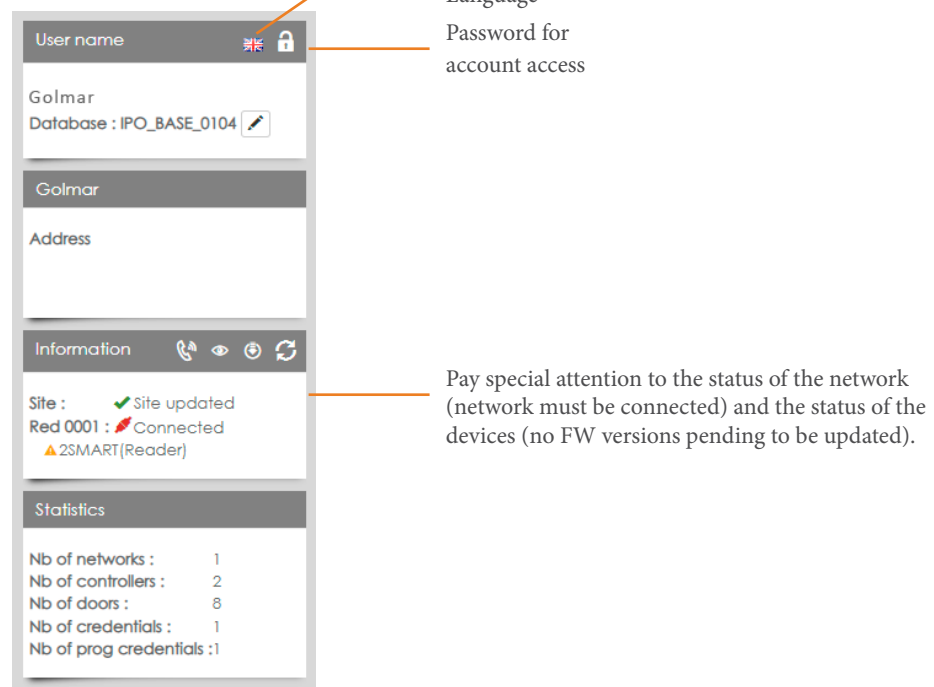 Language
User name
Password for
account access
Golmar
Database : IPO_BASE_0104
Golmar
Address
Information
Site : Site updated
Red 0001 : Connected
2SMART(Reader)
Pay special attention to the status of the network
(network must be connected) and the status of the
devices (no FW versions pending to be updated).
Statistics
Nb of networks : 1
Nb of controllers : 2
Nb of doors : 8
Nb of credentials : 1
Nb of prog credentials :1